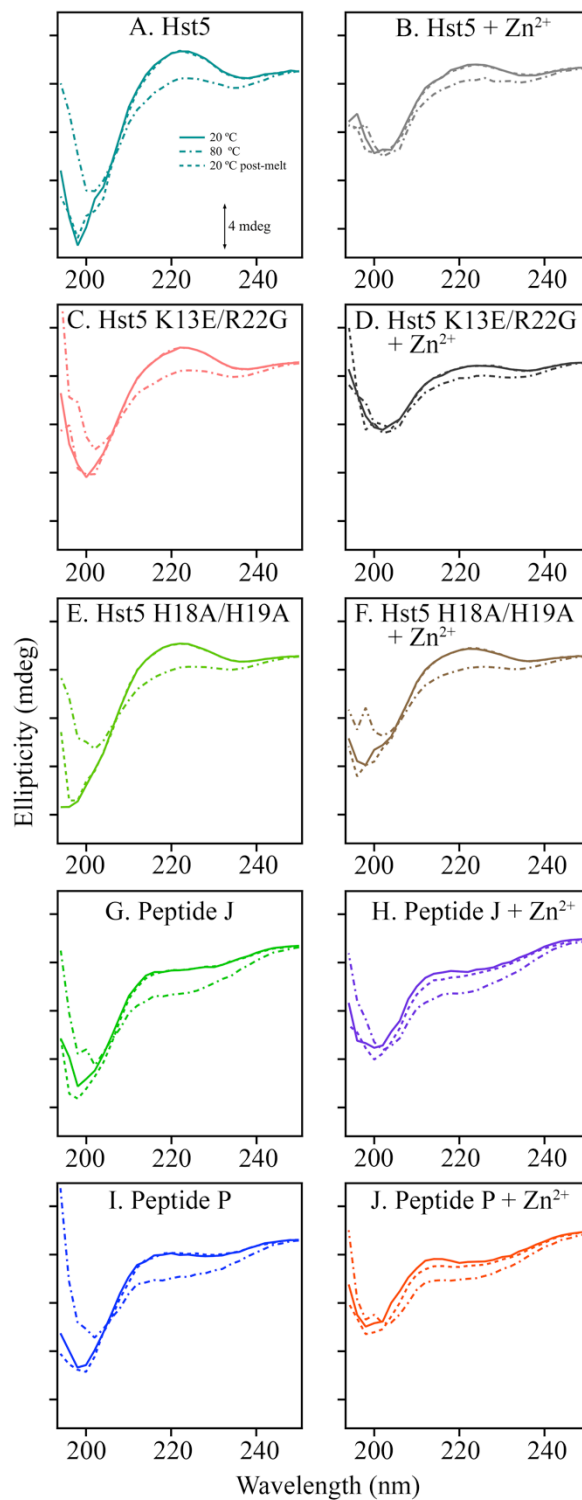 A. Hst5
20 ºC
80 ºC
20 ºC post-melt
4 mdeg
200 220 240
B. Hst5 + Zn²⁺
200 220 240
C. Hst5 K13E/R22G
200 220 240
D. Hst5 K13E/R22G
+ Zn²⁺
200 220 240
E. Hst5 H18A/H19A
200 220 240
F. Hst5 H18A/H19A
+ Zn²⁺
200 220 240
G. Peptide J
200 220 240
H. Peptide J + Zn²⁺
200 220 240
I. Peptide P
200 220 240
J. Peptide P + Zn²⁺
200 220 240
Ellipticity (mdeg)
Wavelength (nm)